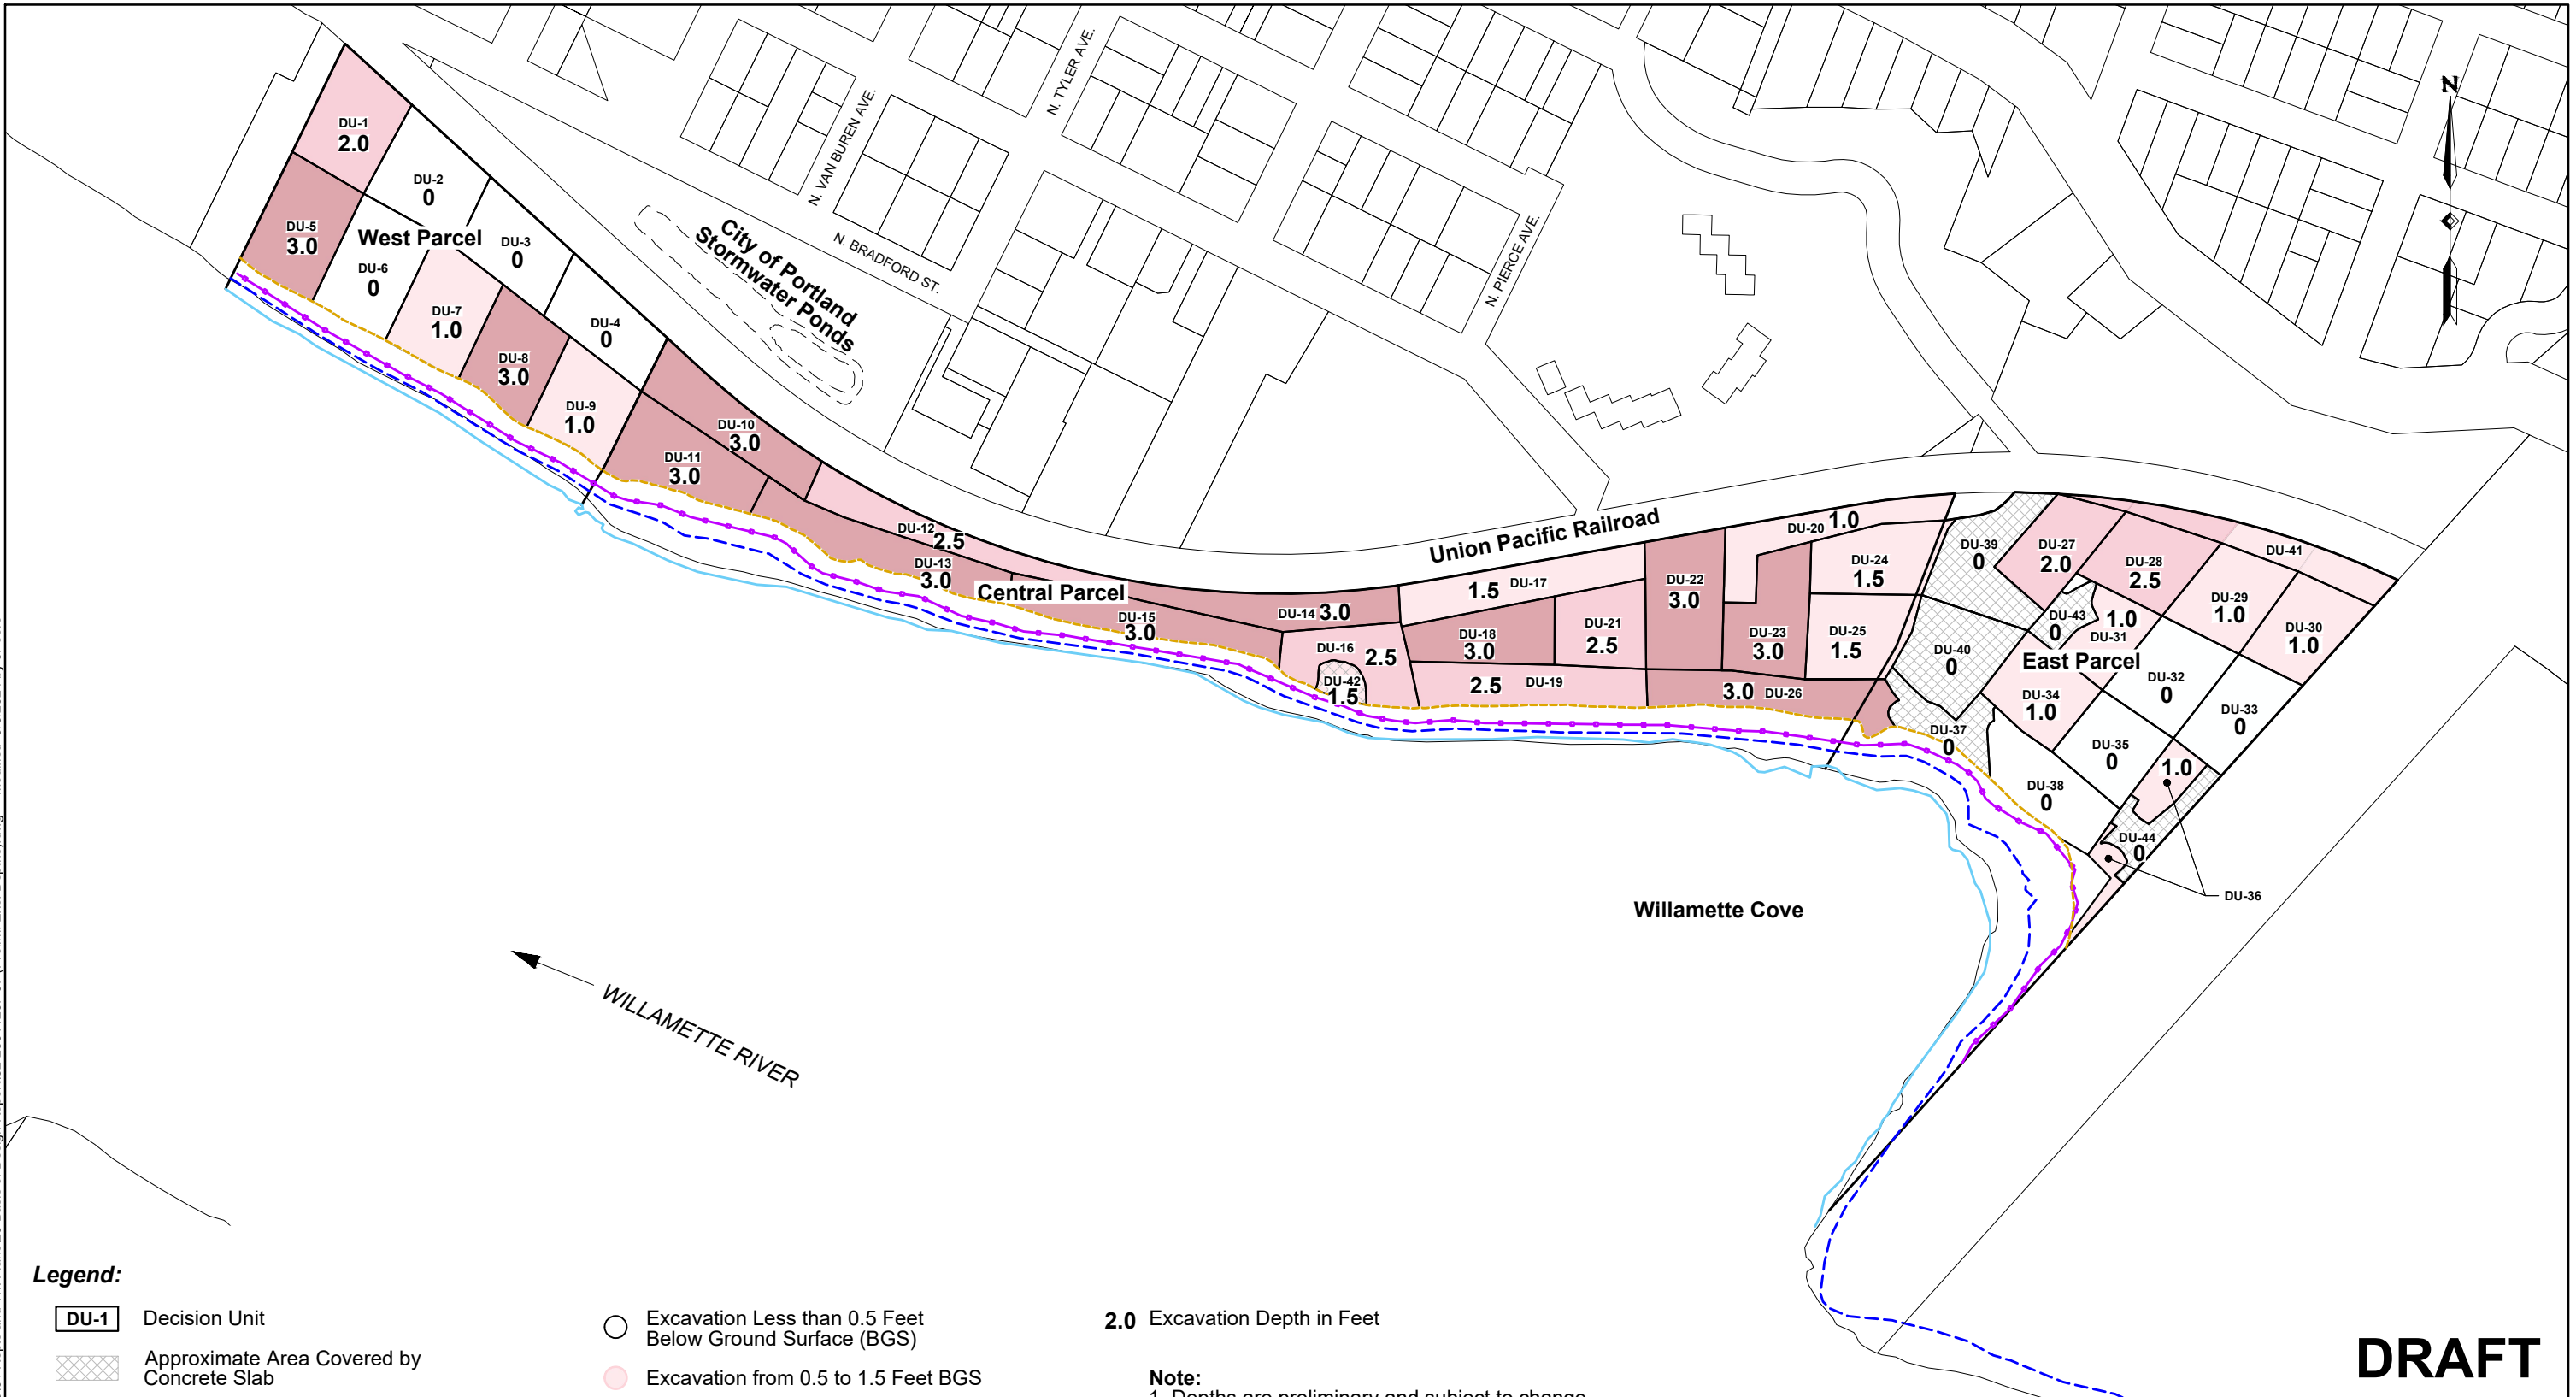 N. TYLER AVE.
N. VAN BUREN AVE.
N. BRADFORD ST.
N. PIERCE AVE.
N
City of Portland
Stormwater Ponds
Union Pacific Railroad
DU-1
2.0
DU-2
0
DU-3
0
DU-4
0
West Parcel
DU-5
3.0
DU-6
0
DU-7
1.0
DU-8
3.0
DU-9
1.0
DU-10
3.0
DU-11
3.0
DU-12
2.5
DU-13
3.0
Central Parcel
DU-14 3.0
DU-15
3.0
DU-16
2.5
DU-42
1.5
1.5 DU-17
DU-18
3.0
2.5 DU-19
DU-20 1.0
DU-21
2.5
DU-22
3.0
DU-23
3.0
DU-24
1.5
DU-25
1.5
3.0 DU-26
DU-39
0
DU-27
2.0
DU-28
2.5
DU-41
DU-29
1.0
DU-30
1.0
DU-43
0
1.0
DU-31
East Parcel
DU-40
0
DU-32
0
DU-33
0
DU-34
1.0
DU-35
0
DU-37
0
DU-38
0
1.0
DU-44
0
DU-36
Willamette Cove
WILLAMETTE RIVER
Legend:
DU-1 Decision Unit
Approximate Area Covered by
Concrete Slab
Excavation Less than 0.5 Feet
Below Ground Surface (BGS)
Excavation from 0.5 to 1.5 Feet BGS
2.0 Excavation Depth in Feet
Note:
1. Depths are preliminary and subject to change
DRAFT